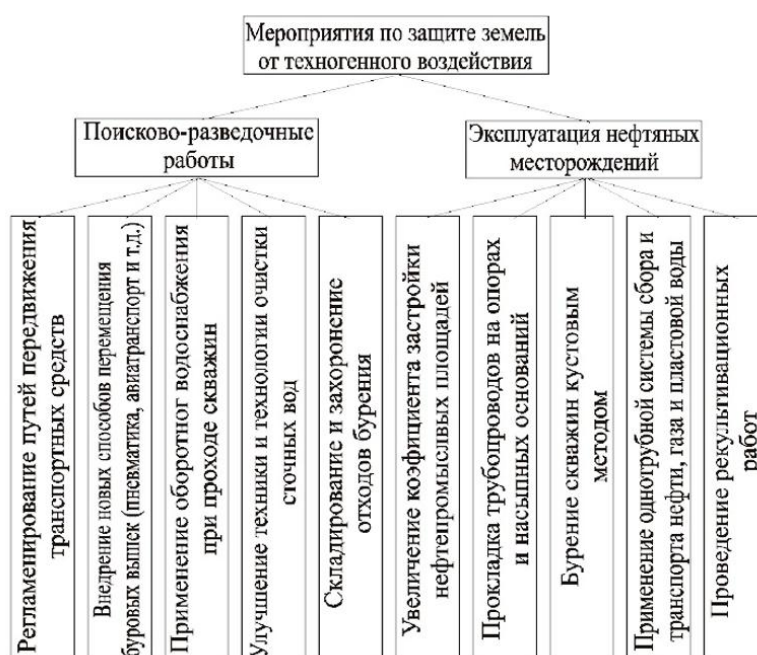 Мероприятия по защите земель
от техногенного воздействия
Поисково-разведочные
работы
Эксплуатация нефтяных
месторождений
Регламенирование путей передвижения
транспортных средств
Внедрение новых способов перемещения
буровых выпск (пневматика, авиатранспорт и т.д.)
Применение оборотног водоснабжения
при проходе скважин
Улучшение техники и технологии очистки
сточных вод
Складирование и захоронение
отходов бурения
Увеличение коэфициента застройки
нефтепромыслвых площадей
Прокладка трубопроводов на опорах
и насыпных оснований
Бурение скважин кустовым
методом
Применение однотрубной системы сбора и
транспорта нефти, газа и пластовой воды
Проведение рекультивационных
работ